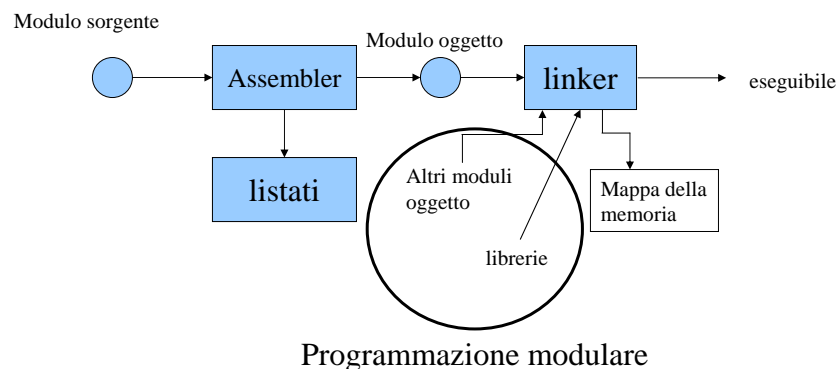 Modulo sorgente
Modulo oggetto
Assembler
linker
eseguibile
listati
Altri moduli
oggetto
Mappa della
memoria
librerie
Programmazione modulare